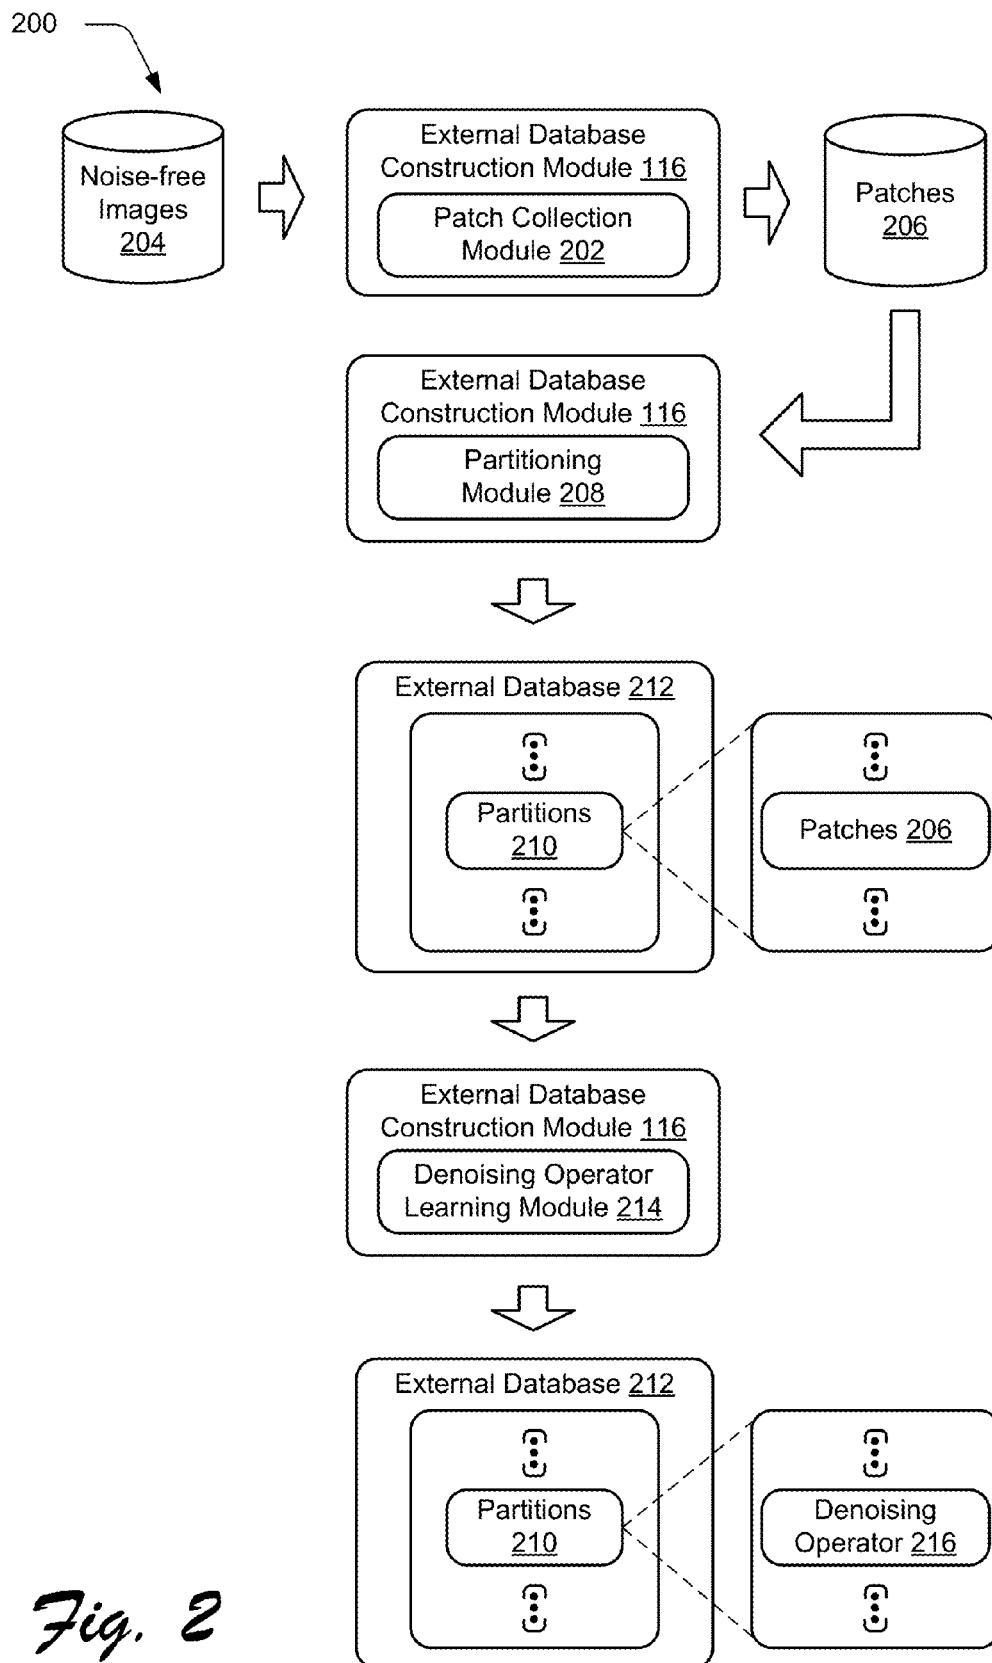 200
Noise-free
Images
204
External Database
Construction Module 116
Patch Collection
Module 202
Patches
206
External Database
Construction Module 116
Partitioning
Module 208
External Database 212
Partitions
210
Patches 206
External Database
Construction Module 116
Denoising Operator
Learning Module 214
External Database 212
Partitions
210
Denoising
Operator 216
Fig. 2